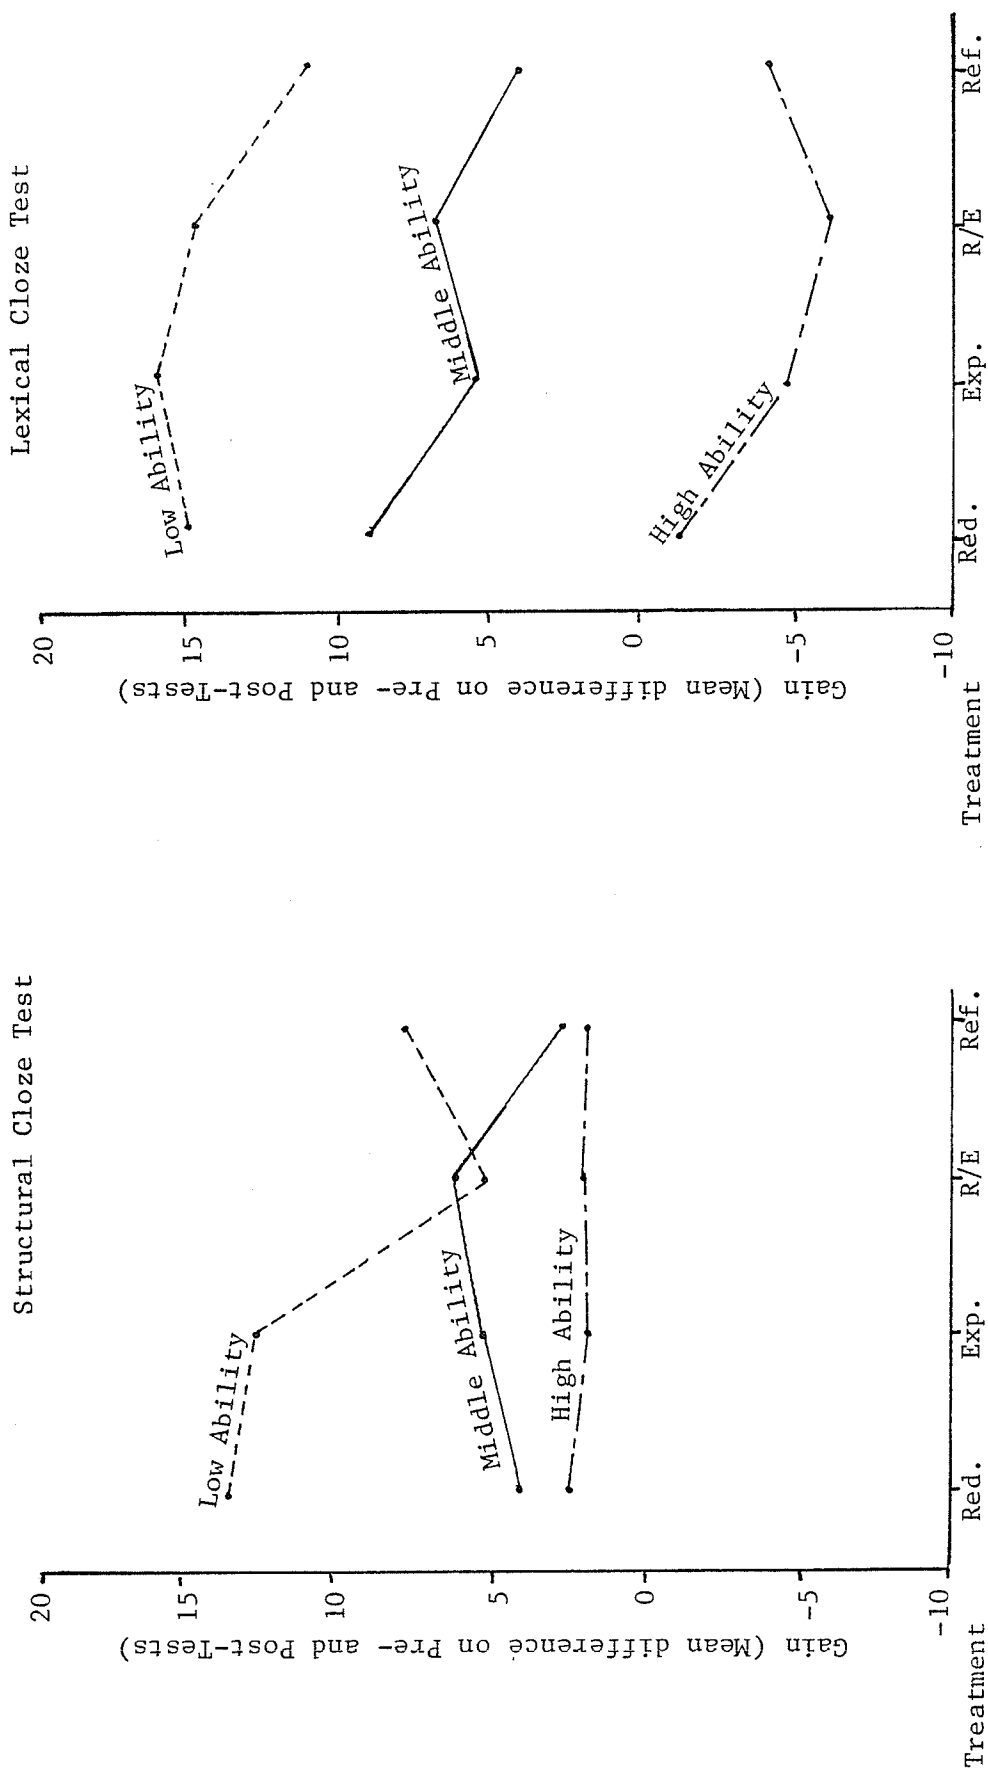 Structural Cloze Test
Gain (Mean difference on Pre- and Post-Tests)
20
15
10
5
0
-5
-10
Low Ability
Middle Ability
High Ability
Treatment
Red.
Exp.
R/E
Ref.
Lexical Cloze Test
Gain (Mean difference on Pre- and Post-Tests)
20
15
10
5
0
-5
-10
Low Ability
Middle Ability
High Ability
Treatment
Red.
Exp.
R/E
Ref.